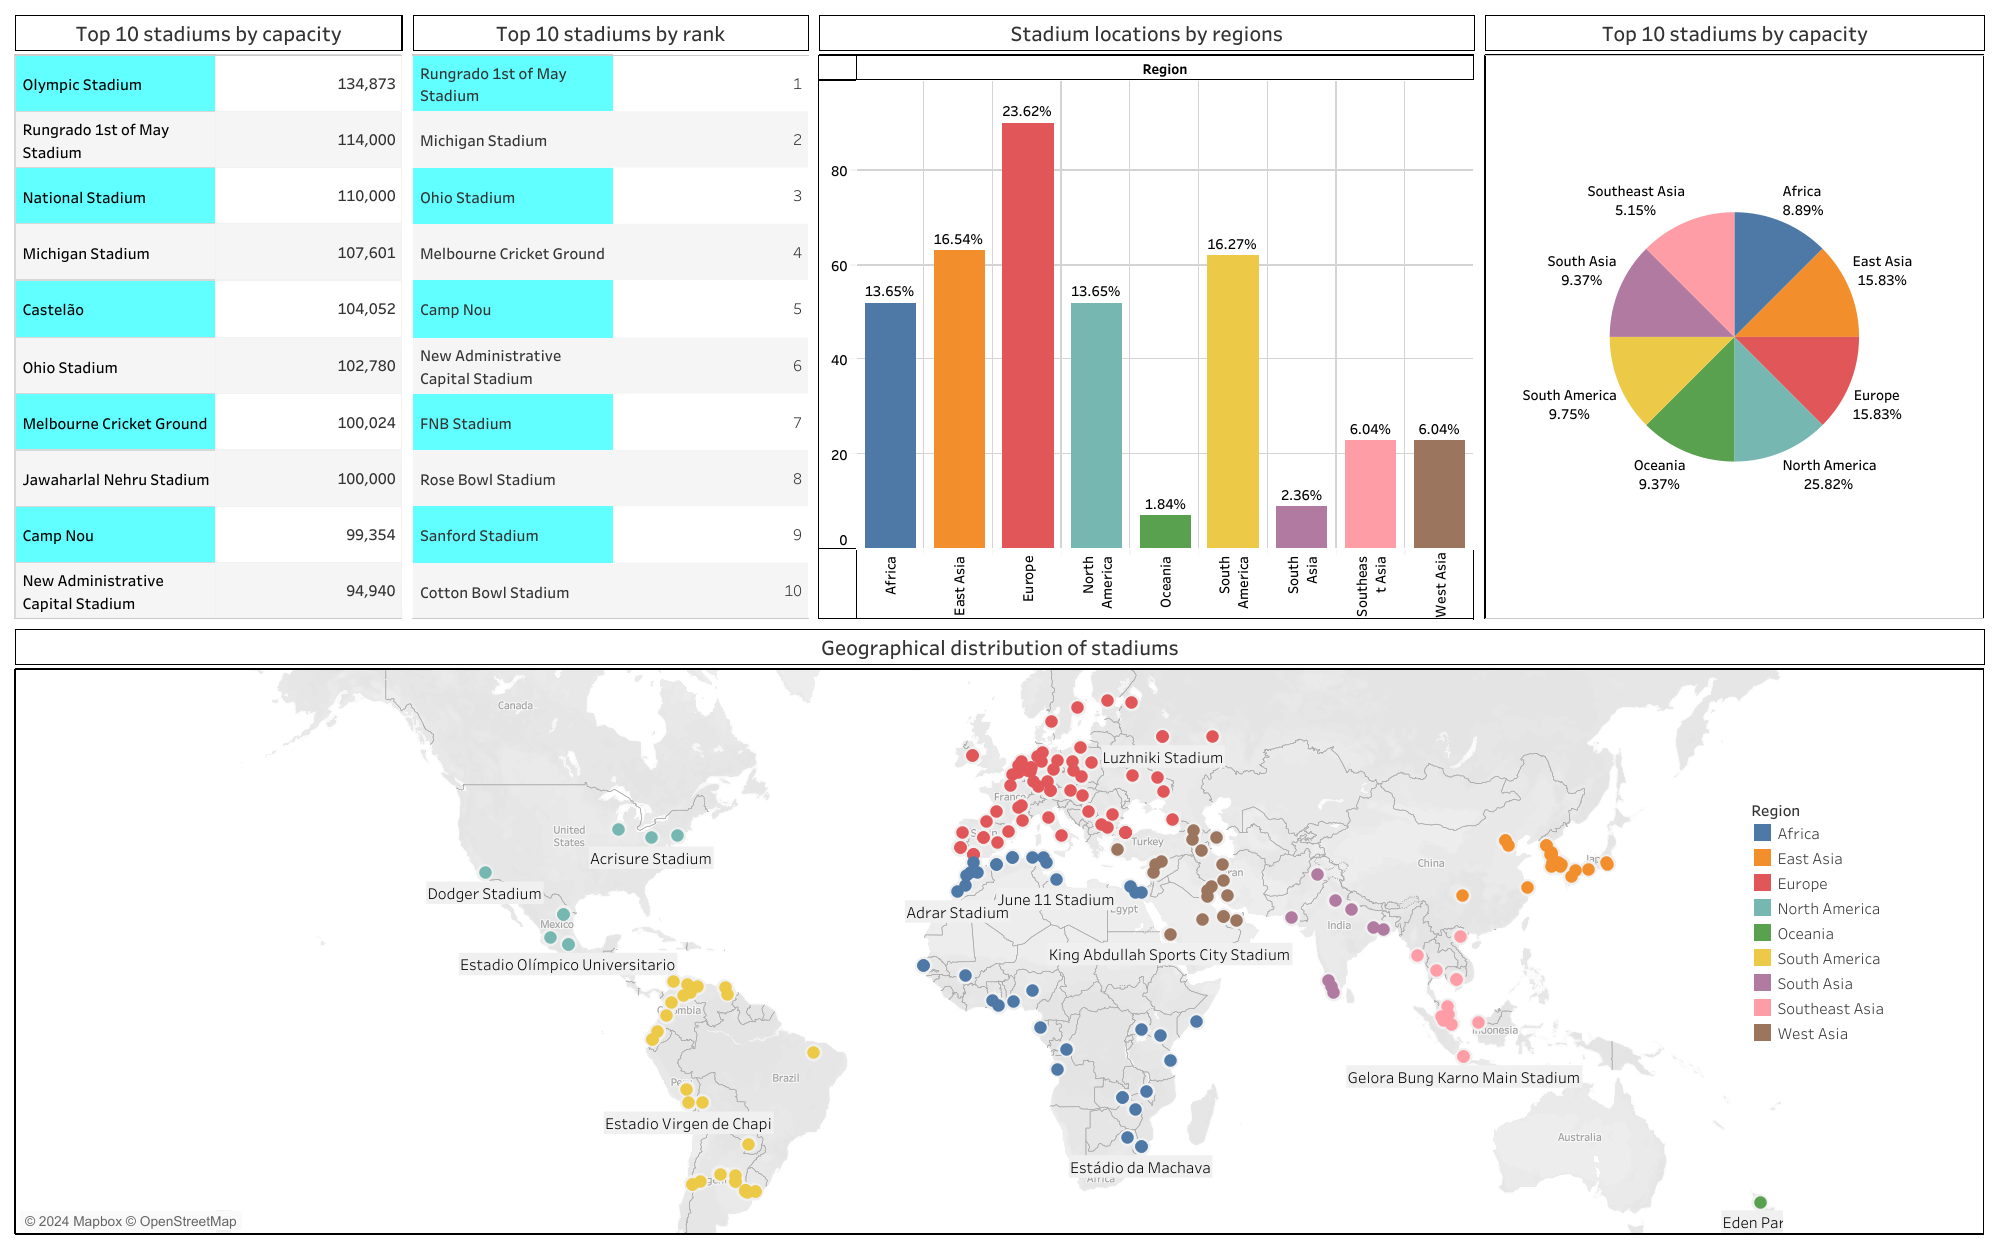 Top 10 stadiums by capacity
Olympic Stadium 134,873
Rungrado 1st of May
Stadium 114,000
National Stadium 110,000
Michigan Stadium 107,601
Castelão 104,052
Ohio Stadium 102,780
Melbourne Cricket Ground 100,024
Jawaharlal Nehru Stadium 100,000
Camp Nou 99,354
New Administrative
Capital Stadium 94,940
Top 10 stadiums by rank
Rungrado 1st of May
Stadium 1
Michigan Stadium 2
Ohio Stadium 3
Melbourne Cricket Ground 4
Camp Nou 5
New Administrative
Capital Stadium 6
FNB Stadium 7
Rose Bowl Stadium 8
Sanford Stadium 9
Cotton Bowl Stadium 10
Stadium locations by regions
Region
80
60
40
20
0
13.65%
16.54%
23.62%
13.65%
1.84%
16.27%
2.36%
6.04%
6.04%
Africa
East Asia
Europe
North
America
Oceania
South
America
South
Asia
Southeas
t Asia
West Asia
Top 10 stadiums by capacity
Southeast Asia
5.15%
Africa
8.89%
South Asia
9.37%
East Asia
15.83%
South America
9.75%
Europe
15.83%
Oceania
9.37%
North America
25.82%
Geographical distribution of stadiums
Canada
United
States
Mexico
Brazil
France
Turkey
China
India
Australia
Africa
Luzhniki Stadium
Acrisure Stadium
Dodger Stadium
June 11 Stadium
Adrar Stadium
King Abdullah Sports City Stadium
Estadio Olímpico Universitario
Gelora Bung Karno Main Stadium
Estadio Virgen de Chapi
Estádio da Machava
Eden Par
Region
Africa
East Asia
Europe
North America
Oceania
South America
South Asia
Southeast Asia
West Asia
© 2024 Mapbox © OpenStreetMap